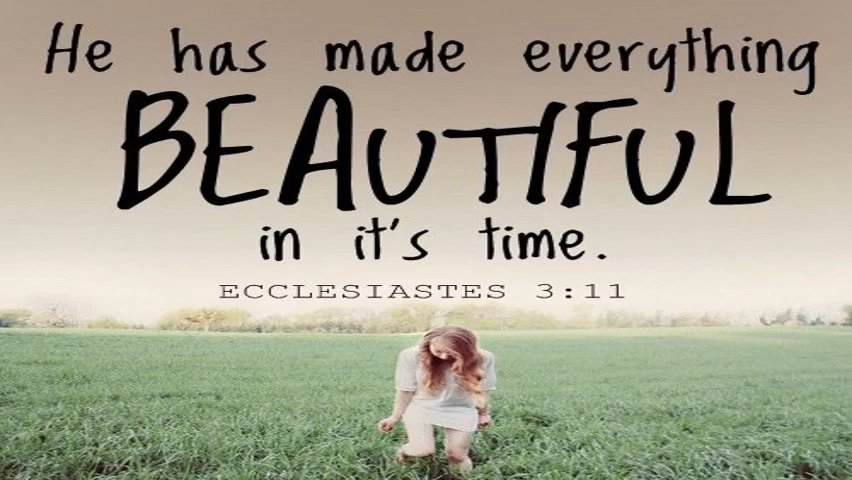 He has made everything
BEAUTIFUL
in it's time.
ECCLESIASTES 3:11